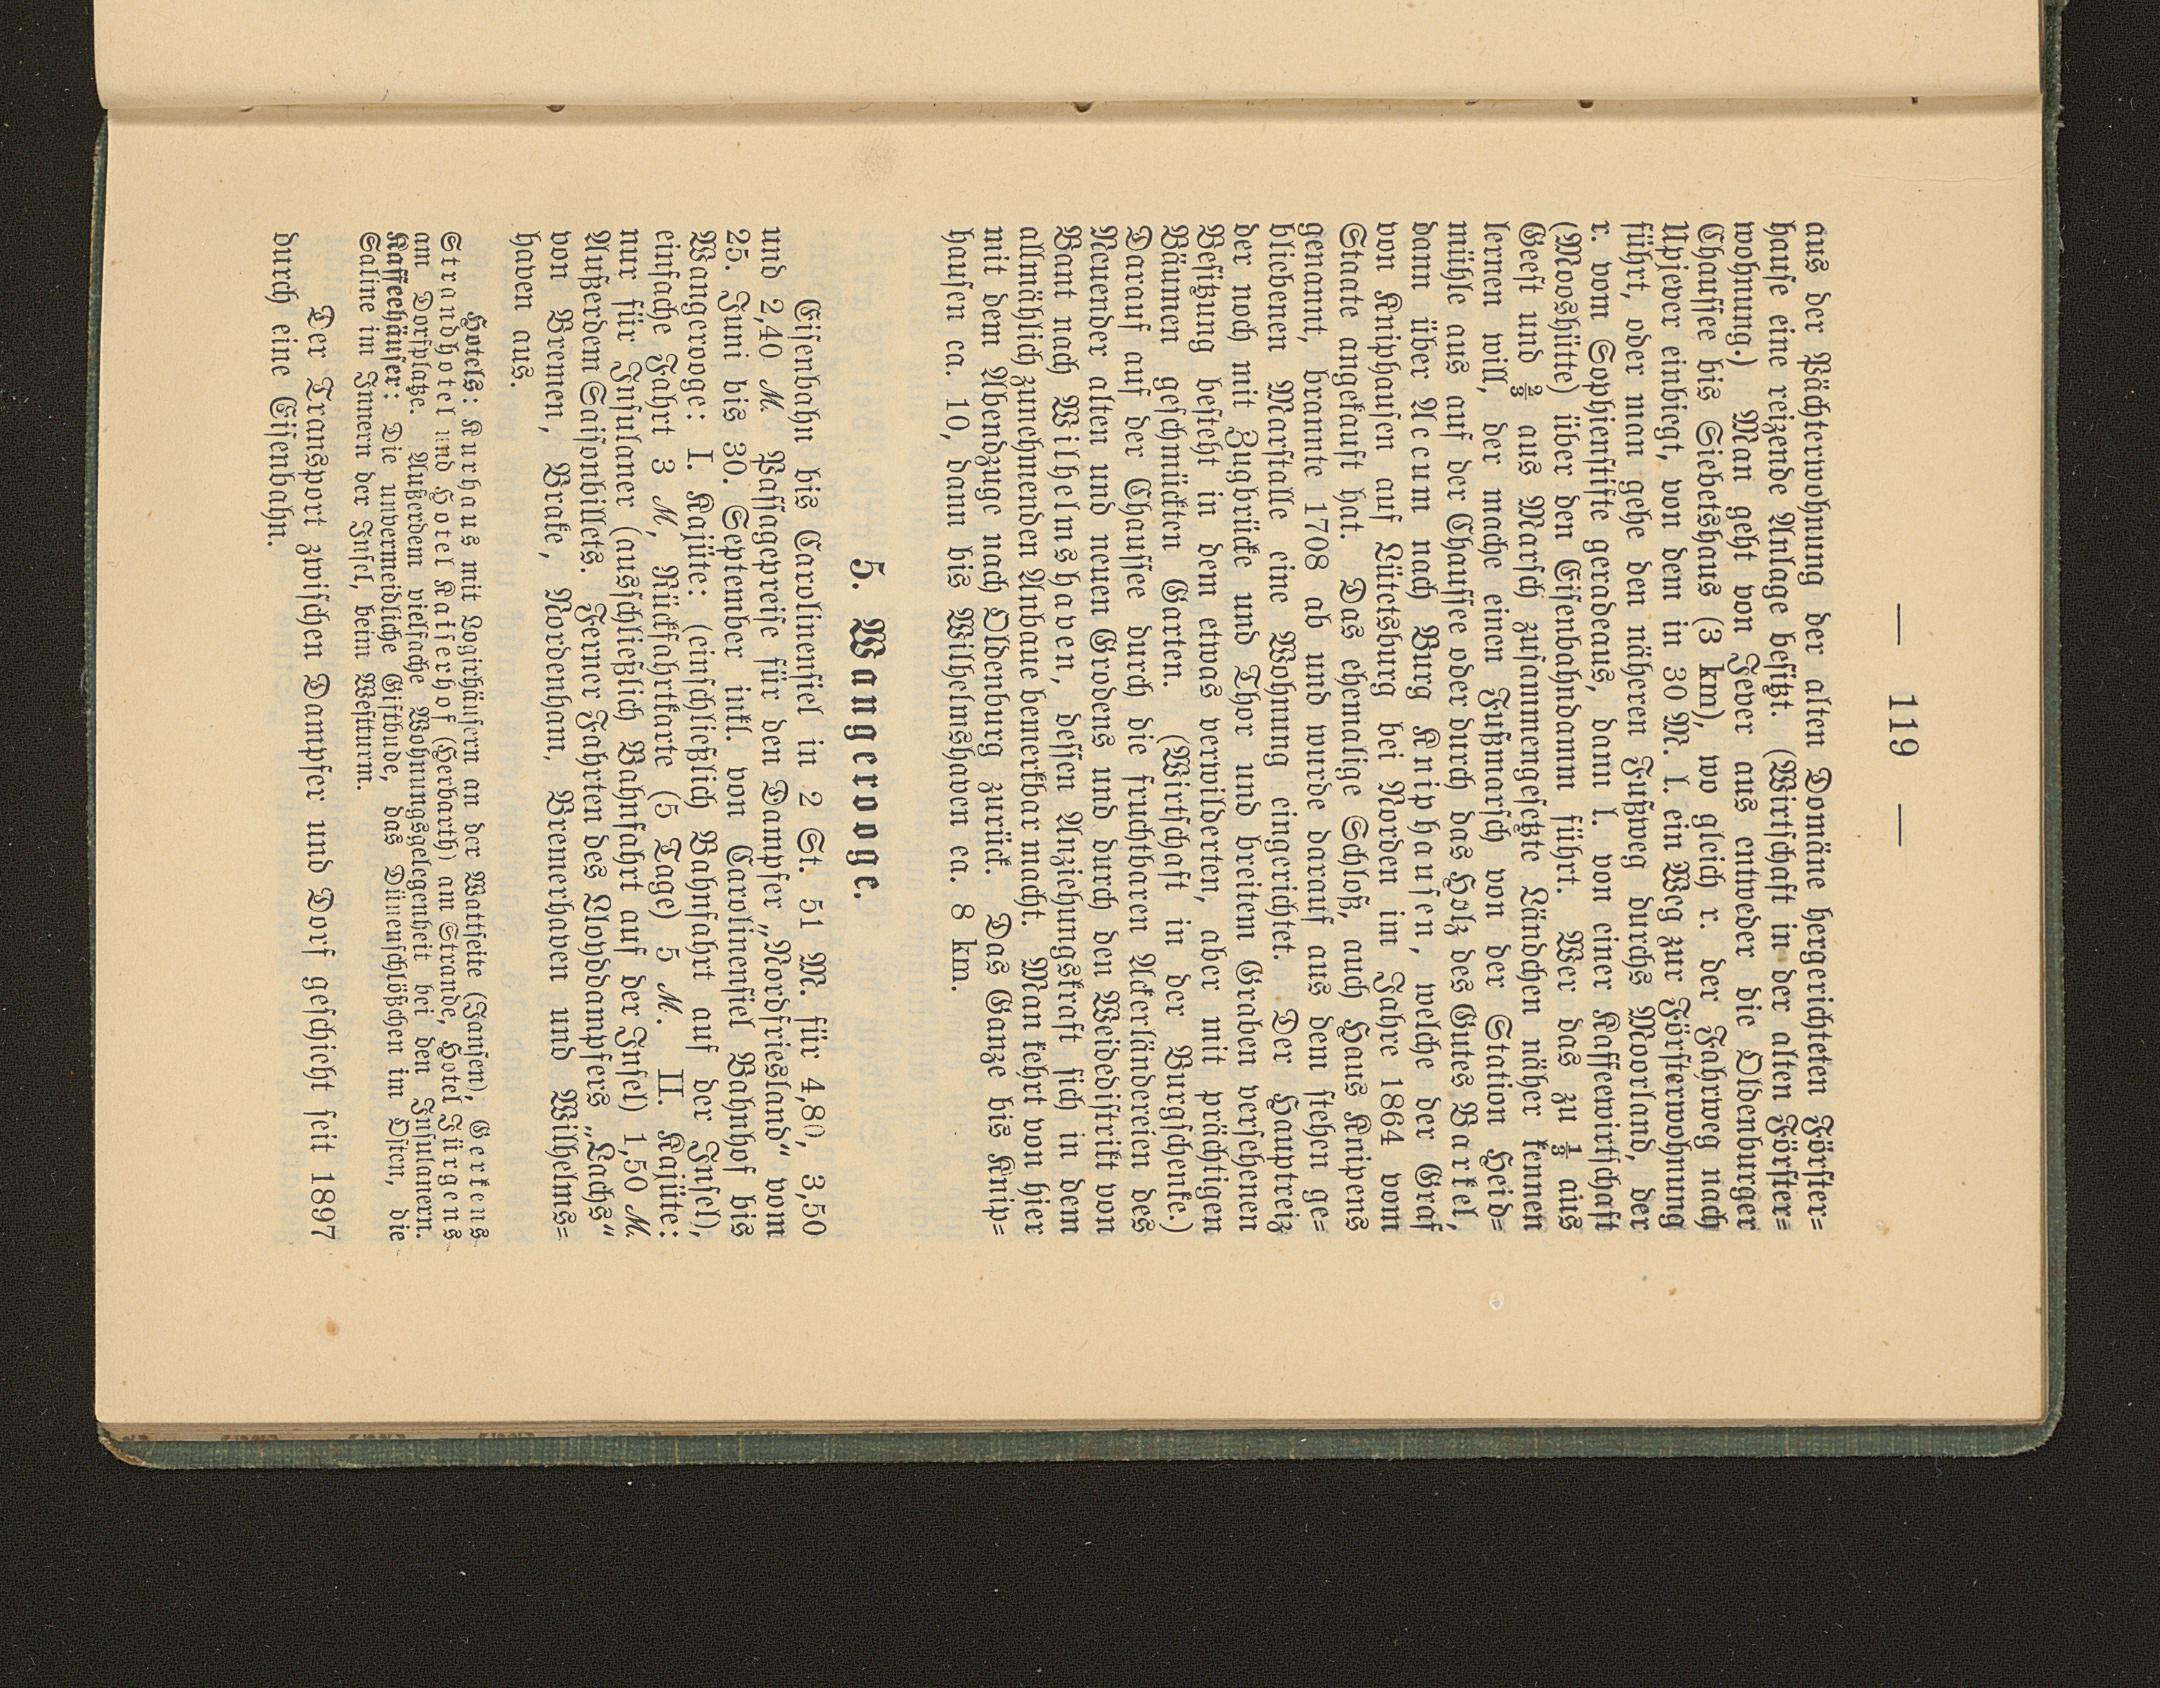 — 119 —
aus der Pächterwohnung der alten Domäne hergerichteten Förster=
hause eine reizende Anlage besitzt. (Wirtschaft in der alten Förster=
wohnung.) Man geht von Jever aus entweder die Oldenburger
Chaussee bis Siebetshaus (3 km), wo gleich r. der Fahrweg nach
Upjever einbiegt, von dem in 30 M. l. ein Weg zur Försterwohnung
führt, oder man gehe den näheren Fußweg durchs Moorland, der
r. vom Sophienstifte geradeaus, dann l. von einer Kaffeewirtschaft
(Mooshütte) über den Eisenbahndamm führt. Wer das zu ⅛ aus
Geest und ⅞ aus Marsch zusammengesetzte Ländchen näher kennen
lernen will, der mache einen Fußmarsch von der Station Heid=
mühle aus auf der Chaussee oder durch das Holz des Gutes Barkel,
dann über Accum nach Burg Kniphausen, welche der Graf
von Kniphausen auf Lütetsburg bei Norden im Jahre 1864 vom
Staate angekauft hat. Das ehemalige Schloß, auch Haus Knipens
genannt, brannte 1708 ab und wurde darauf aus dem stehen ge=
bliebenen Marstalle eine Wohnung eingerichtet. Der Hauptreiz
der noch mit Zugbrücke und Thor und breitem Graben versehenen
Besitzung besteht in dem etwas verwilderten, aber mit prächtigen
Bäumen geschmückten Garten. (Wirtschaft in der Burgschenke.)
Darauf auf der Chaussee durch die fruchtbaren Ackerländereien des
Neuender alten und neuen Grodens und durch den Weidedistrikt von
Bant nach Wilhelmshaven, dessen Anziehungskraft sich in dem
allmählich zunehmenden Anbaue bemerkbar macht. Man kehrt von hier
mit dem Abendzuge nach Oldenburg zurück. Das Ganze bis Knip=
hausen ca. 10, dann bis Wilhelmshaven ca. 8 km.
5. Wangerooge.
Eisenbahn bis Carolinensiel in 2 St. 51 M. für 4,80, 3,50
und 2,40 M. Passagepreise für den Dampfer „Nordfriesland“ vom
25. Juni bis 30. September inkl. von Carolinensiel Bahnhof bis
Wangerooge: I. Kajüte: (einschließlich Bahnfahrt auf der Insel),
einfache Fahrt 3 M, Rückfahrtkarte (5 Tage) 5 M. II. Kajüte:
nur für Insulaner (ausschließlich Bahnfahrt auf der Insel) 1,50 M.
Außerdem Saisonbillets. Ferner Fahrten des Lloyddampfers „Lachs“
von Bremen, Brake, Nordenham, Bremerhaven und Wilhelms=
haven aus.
Hotels: Kurhaus mit Logirhäusern an der Wattseite (Jansen), Gerkens
Strandhotel und Hotel Kaiserhof (Herbarth) am Strande, Hotel Jürgens
am Dorfplatze. Außerdem vielfache Wohnungsgelegenheit bei den Insulanern.
Kaffeehäuser: Die unvermeidliche Giftbude, das Dünenschlößchen im Osten, die
Saline im Innern der Insel, beim Westturm.
Der Transport zwischen Dampfer und Dorf geschieht seit 1897
durch eine Eisenbahn.